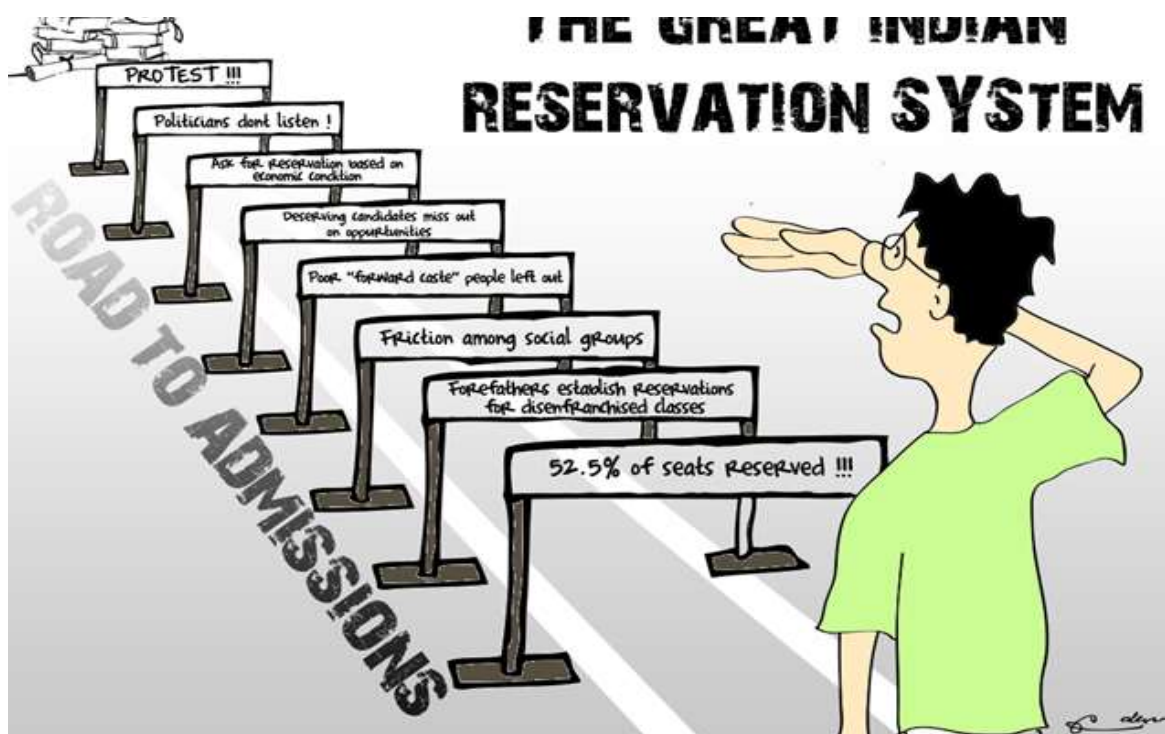 THE GREAT INDIAN
RESERVATION SYSTEM
PROTEST !!!
Politicians dont listen !
Ask for reservation based on
economic condition
Deserving candidates miss out
on oppurtunities
Poor "forward caste" people left out
Friction among social groups
Forefathers establish reservations
for disenfranchised classes
52.5% of seats reserved !!!
ROAD TO ADMISSIONS